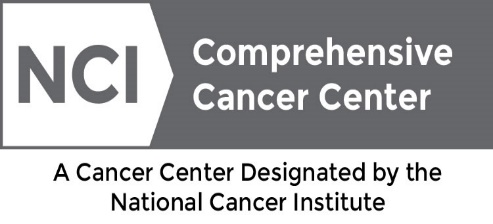 NCI
Comprehensive
Cancer Center
A Cancer Center Designated by the
National Cancer Institute